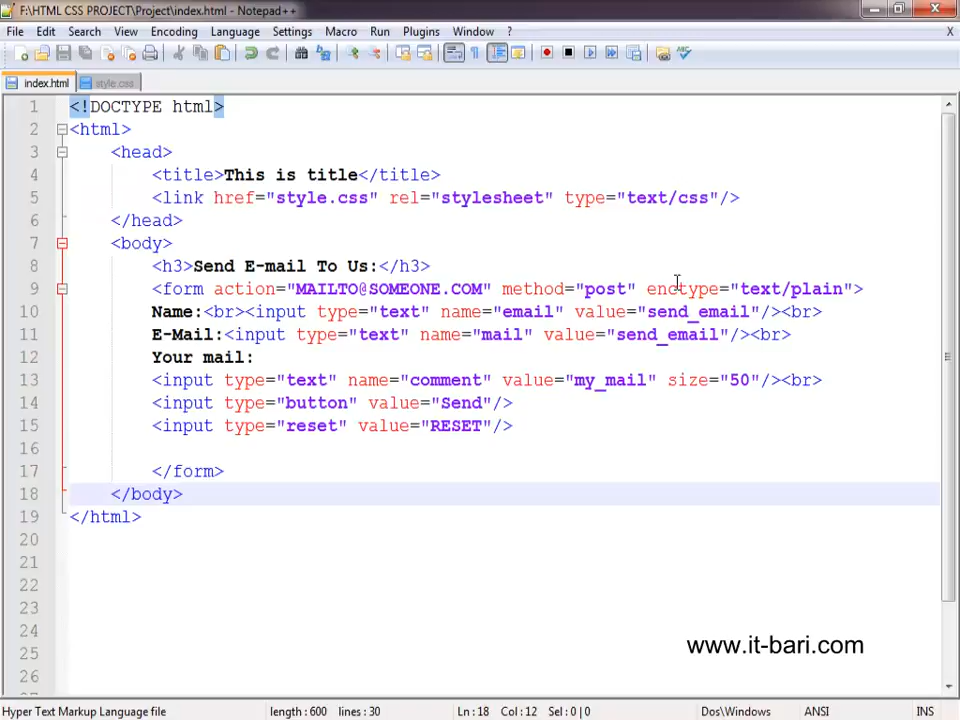 F:\HTML CSS PROJECT\Project\index.html - Notepad++
File Edit Search View Encoding Language Settings Macro Run Plugins Window ? X
index.html style.css
1 <!DOCTYPE html>
2 <html>
3 <head>
4 <title>This is title</title>
5 <link href="style.css" rel="stylesheet" type="text/css"/>
6 </head>
7 <body>
8 <h3>Send E-mail To Us:</h3>
9 <form action="MAILTO@SOMEONE.COM" method="post" enctype="text/plain">
10 Name:<br><input type="text" name="email" value="send_email"/><br>
11 E-Mail:<input type="text" name="mail" value="send_email"/><br>
12 Your mail:
13 <input type="text" name="comment" value="my_mail" size="50"/><br>
14 <input type="button" value="Send"/>
15 <input type="reset" value="RESET"/>
16
17 </form>
18 </body>
19 </html>
20
21
22
23
24
25
26
www.it-bari.com
Hyper Text Markup Language file length : 600 lines : 30 Ln : 18 Col : 12 Sel : 0 | 0 Dos\Windows ANSI INS